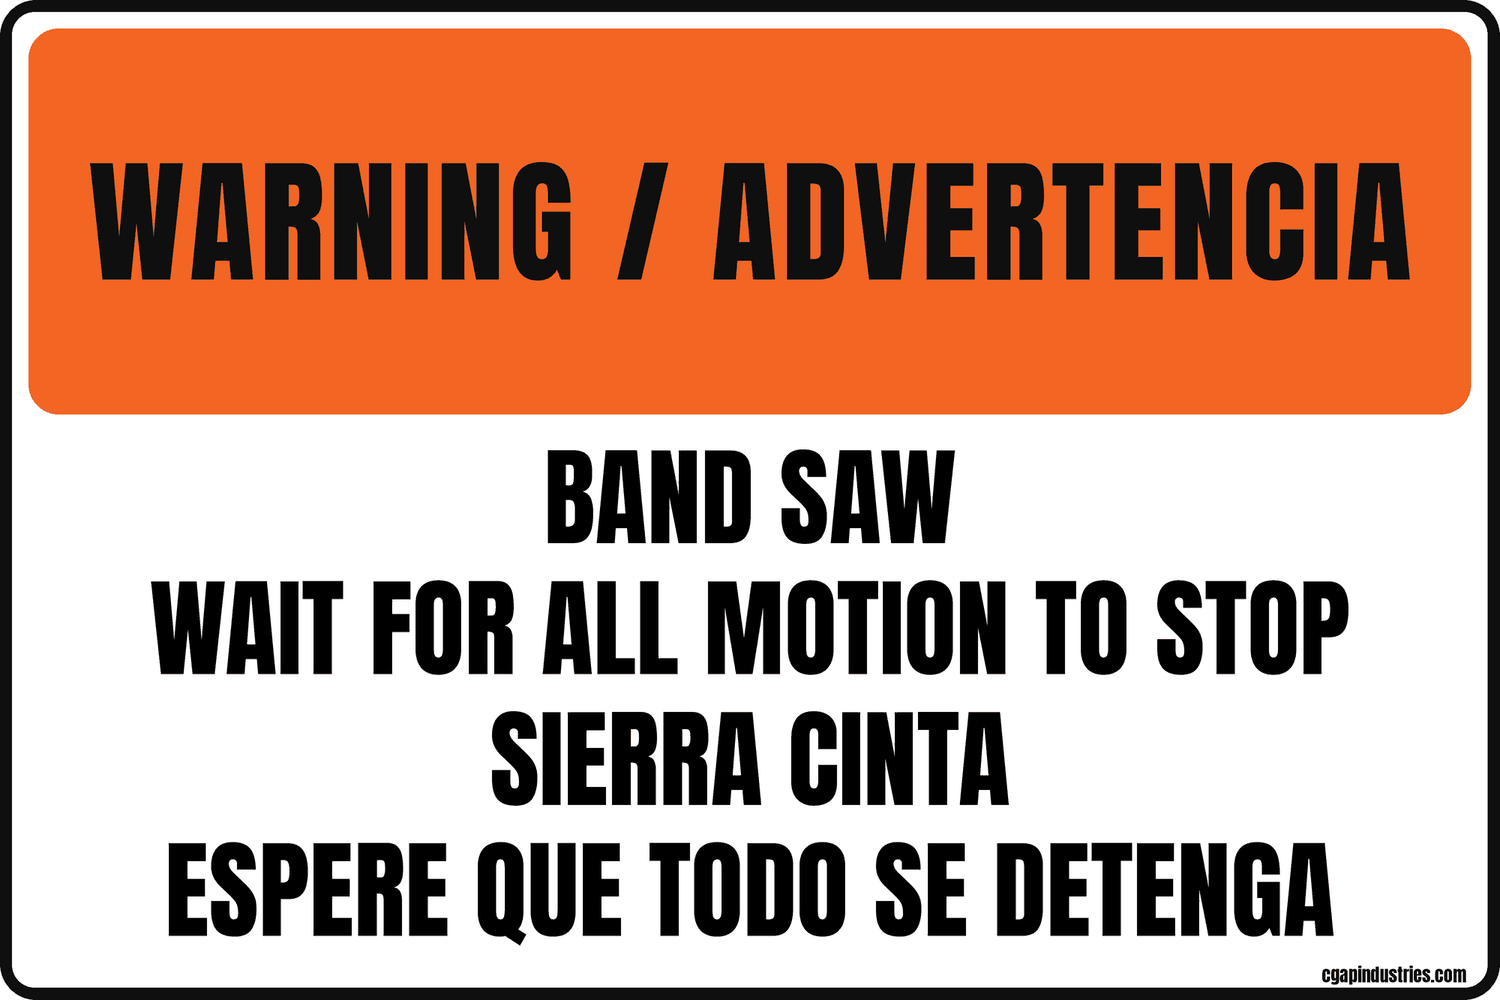 WARNING / ADVERTENCIA
BAND SAW
WAIT FOR ALL MOTION TO STOP
SIERRA CINTA
ESPERE QUE TODO SE DETENGA
cgapindustries.com